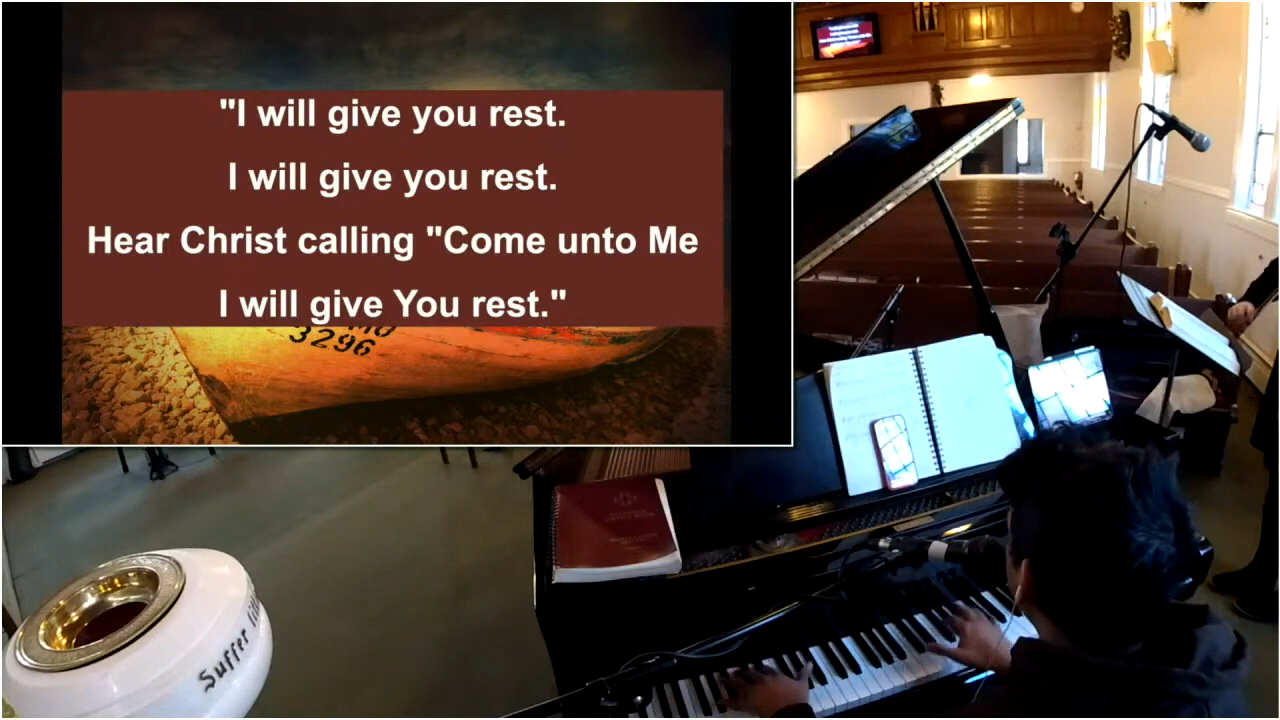 "I will give you rest.
I will give you rest.
Hear Christ calling "Come unto Me
I will give You rest."
3296
Suffer